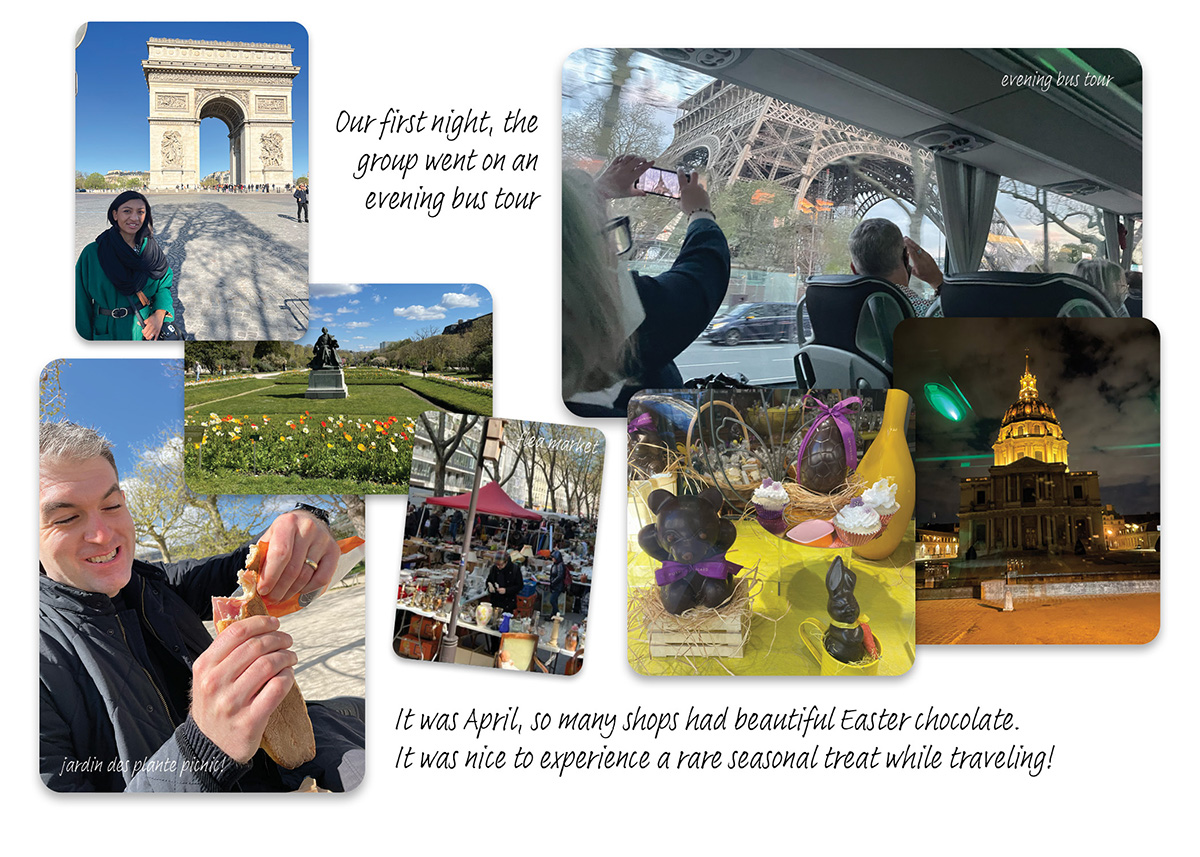 Our first night, the
group went on an
evening bus tour
evening bus tour
flea market
jardin des plante picnic!
It was April, so many shops had beautiful Easter chocolate.
It was nice to experience a rare seasonal treat while traveling!